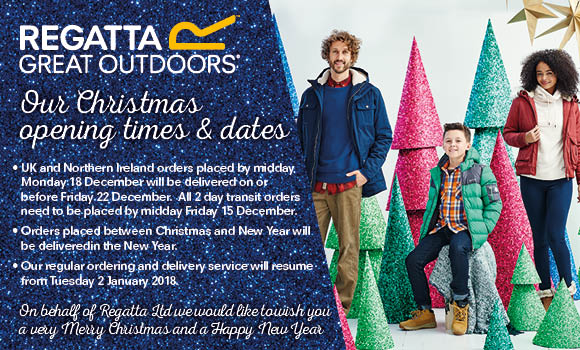 REGATTA
GREAT OUTDOORS®
Our Christmas
opening times & dates
• UK and Northern Ireland orders placed by midday
Monday 18 December will be delivered on or
before Friday 22 December. All 2 day transit orders
need to be placed by midday Friday 15 December.
• Orders placed between Christmas and New Year will
be deliveredin the New Year.
• Our regular ordering and delivery service will resume
from Tuesday 2 January 2018.
On behalf of Regatta Ltd we would like towish you
a very Merry Christmas and a Happy New Year